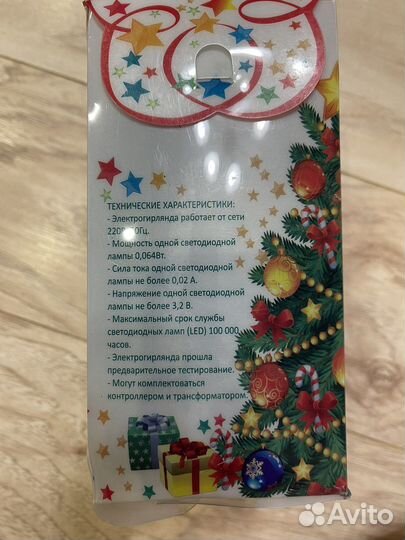 ТЕХНИЧЕСКИЕ ХАРАКТЕРИСТИКИ:
- Электрогирлянда работает от сети
220В 50Гц.
- Мощность одной светодиодной
лампы 0,064Вт.
- Сила тока одной светодиодной
лампы не более 0,02 А.
- Напряжение одной светодиодной
лампы не более 3,2 В.
- Максимальный срок службы
светодиодных ламп (LED) 100 000
часов.
- Электрогирлянда прошла
предварительное тестирование.
- Могут комплектоваться
контроллером и трансформатором.
Avito